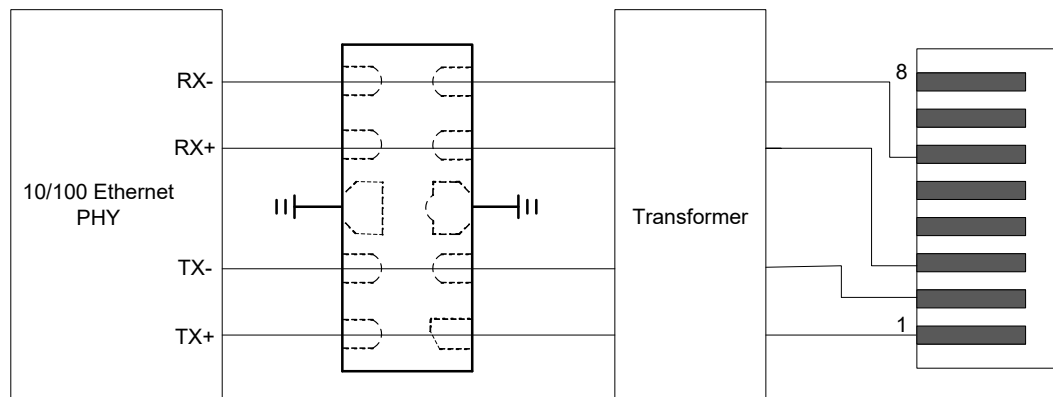 RX-
RX+
10/100 Ethernet
PHY
TX-
TX+
Transformer
8
1